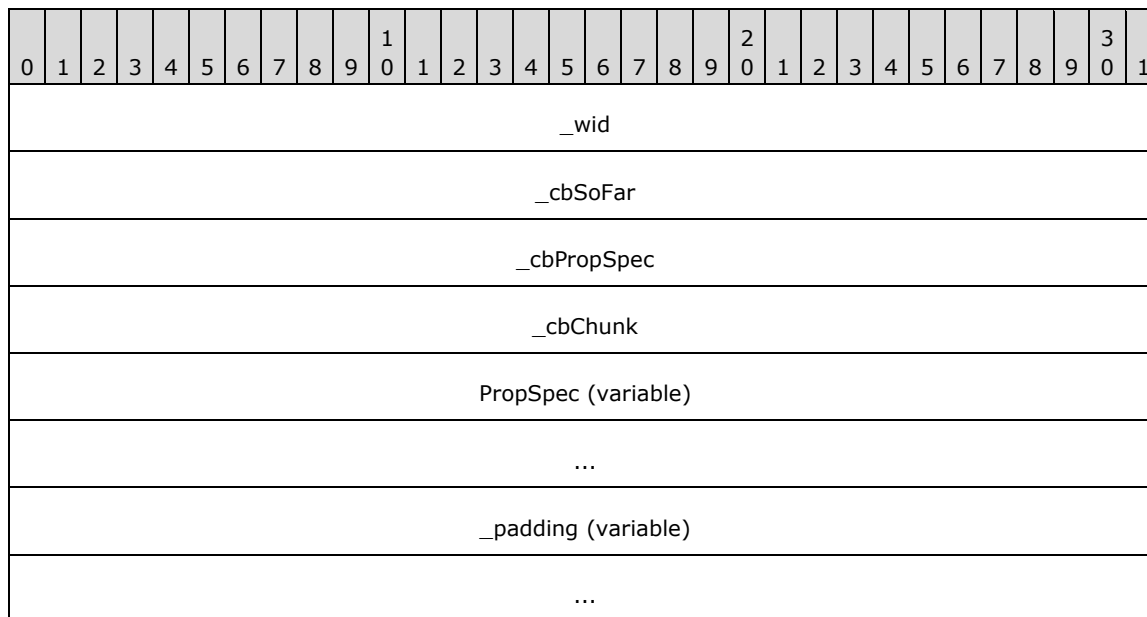 1 2 3
0 1 2 3 4 5 6 7 8 9 0 1 2 3 4 5 6 7 8 9 0 1 2 3 4 5 6 7 8 9 0 1
_wid
_cbSoFar
_cbPropSpec
_cbChunk
PropSpec (variable)
...
_padding (variable)
...